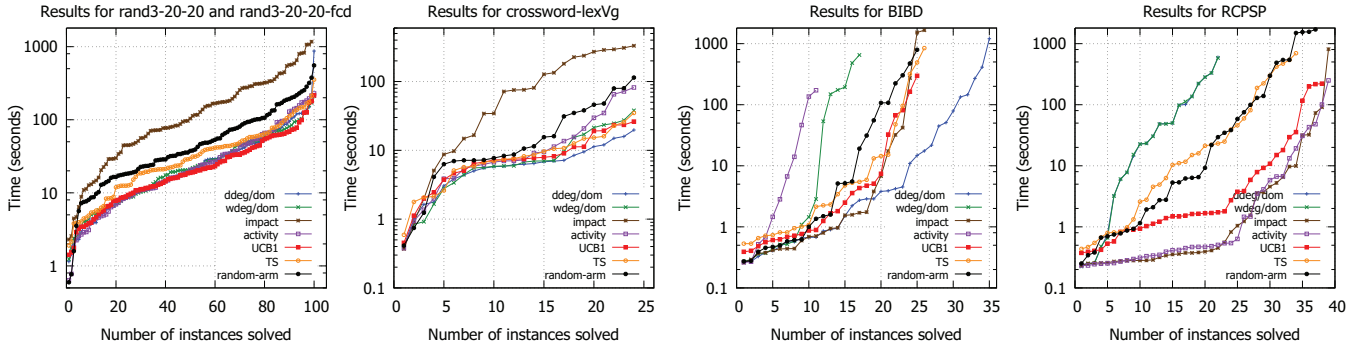 Results for rand3-20-20 and rand3-20-20-fcd
Time (seconds)
1000
100
10
1
ddeg/dom
wdeg/dom
impact
activity
UCB1
TS
random-arm
0 20 40 60 80 100
Number of instances solved
Results for crossword-lexVg
Time (seconds)
100
10
1
0.1
ddeg/dom
wdeg/dom
impact
activity
UCB1
TS
random-arm
0 5 10 15 20 25
Number of instances solved
Results for BIBD
Time (seconds)
1000
100
10
1
0.1
ddeg/dom
wdeg/dom
impact
activity
UCB1
TS
random-arm
0 5 10 15 20 25 30 35
Number of instances solved
Results for RCPSP
Time (seconds)
1000
100
10
1
0.1
ddeg/dom
wdeg/dom
impact
activity
UCB1
TS
random-arm
0 5 10 15 20 25 30 35 40
Number of instances solved